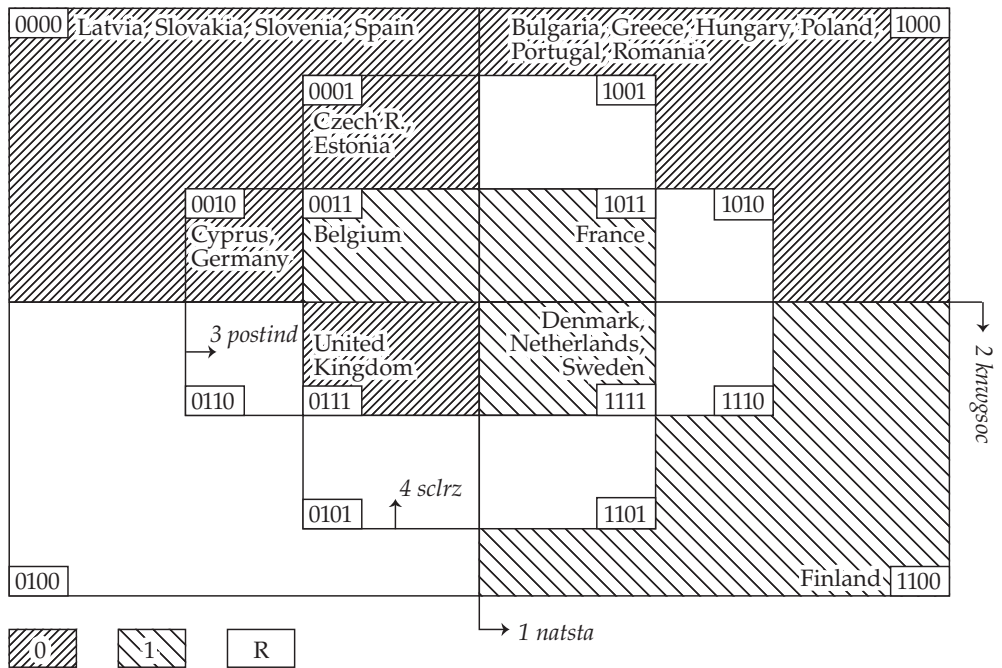 0000 Latvia, Slovakia, Slovenia, Spain
Bulgaria, Greece, Hungary, Poland, 1000
Portugal, Romania
0001
Czech R.,
Estonia
1001
0010
Cyprus,
Germany
0011
Belgium
1011
France
1010
3 postind
0110
United
Kingdom
0111
Denmark,
Netherlands,
Sweden
1111
1110
2 knwgsoc
4 sclrz
0101
1101
0100
Finland 1100
1 natsta
0 1 R